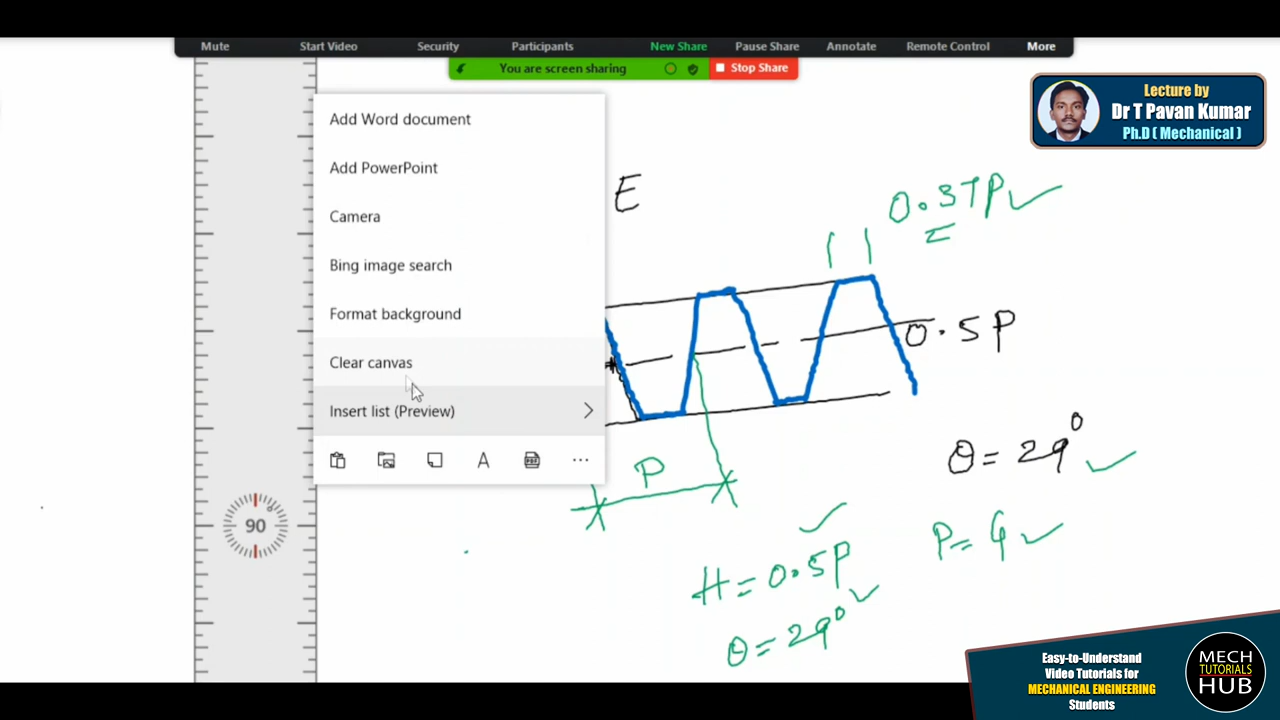 Mute Start Video Security Participants New Share Pause Share Annotate Remote Control More
You are screen sharing Stop Share
Lecture by
Dr T Pavan Kumar
Ph.D ( Mechanical )
Add Word document
Add PowerPoint
Camera
Bing image search
Format background
Clear canvas
Insert list (Preview)
E
0.37P
0.5P
P
θ = 29°
P = 4
H = 0.5P
θ = 29°
90
Easy-to-Understand
Video Tutorials for
MECHANICAL ENGINEERING
Students
MECH
TUTORIALS
HUB